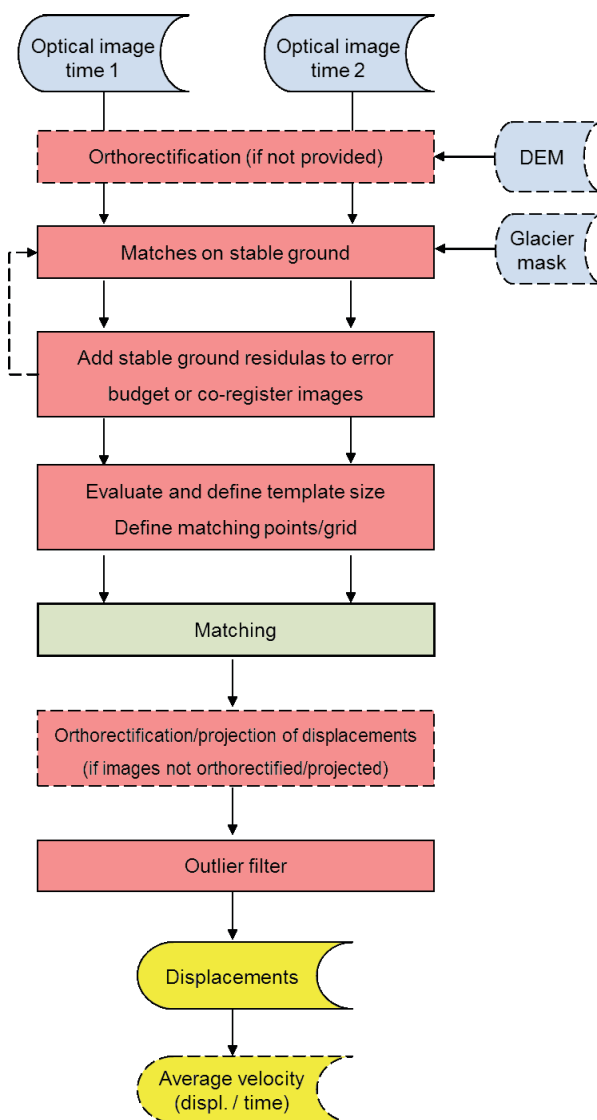 Optical image
time 1
Optical image
time 2
Orthorectification (if not provided)
DEM
Matches on stable ground
Glacier
mask
Add stable ground residulas to error
budget or co-register images
Evaluate and define template size
Define matching points/grid
Matching
Orthorectification/projection of displacements
(if images not orthorectified/projected)
Outlier filter
Displacements
Average velocity
(displ. / time)